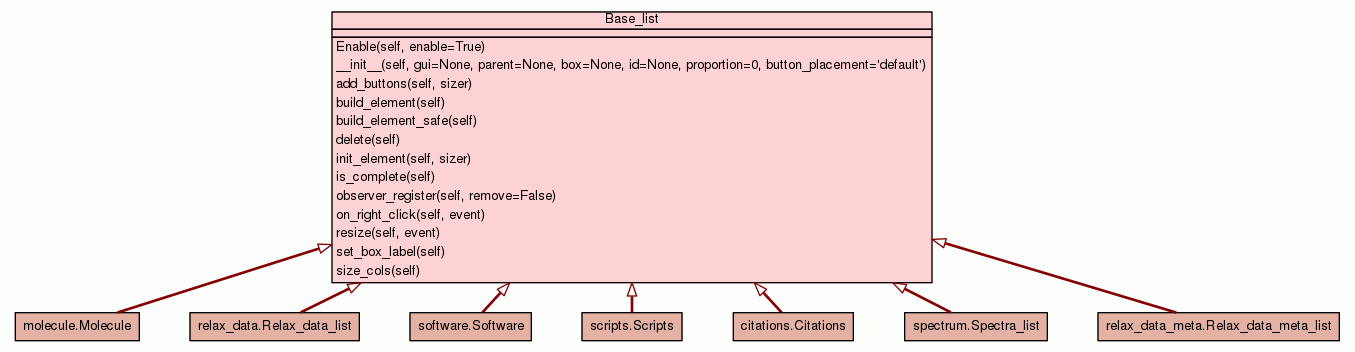 Base_list
Enable(self, enable=True)
__init__(self, gui=None, parent=None, box=None, id=None, proportion=0, button_placement='default')
add_buttons(self, sizer)
build_element(self)
build_element_safe(self)
delete(self)
init_element(self, sizer)
is_complete(self)
observer_register(self, remove=False)
on_right_click(self, event)
resize(self, event)
set_box_label(self)
size_cols(self)
molecule.Molecule
relax_data.Relax_data_list
software.Software
scripts.Scripts
citations.Citations
spectrum.Spectra_list
relax_data_meta.Relax_data_meta_list